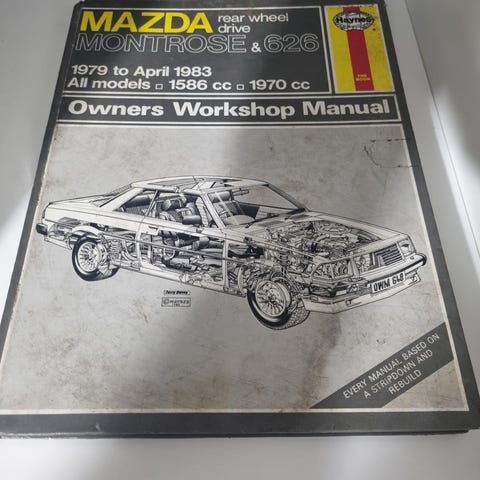 MAZDA rear wheel drive
MONTROSE & 626
Haynes
1979 to April 1983
All models □ 1586 cc □ 1970 cc
Owners Workshop Manual
OWM 648
EVERY MANUAL BASED ON
A STRIPDOWN AND
REBUILD